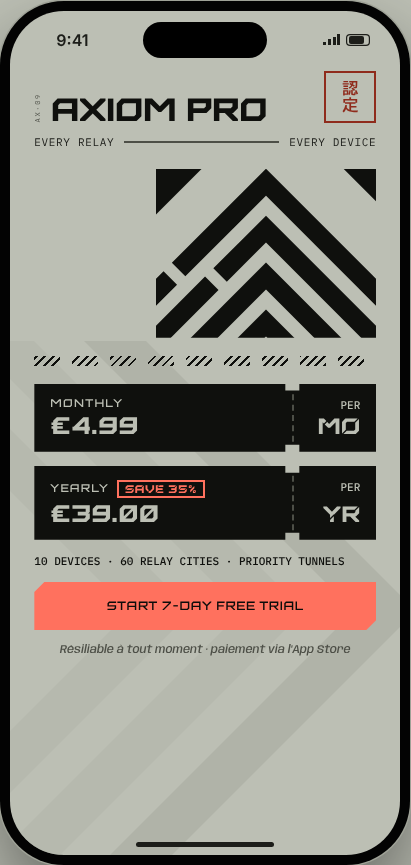 9:41
認定
AX-09
AXIOM PRO
EVERY RELAY
EVERY DEVICE
MONTHLY
€4.99
PER
MO
YEARLY
SAVE 35%
€39.00
PER
YR
10 DEVICES · 60 RELAY CITIES · PRIORITY TUNNELS
START 7-DAY FREE TRIAL
Résiliable à tout moment · paiement via l'App Store